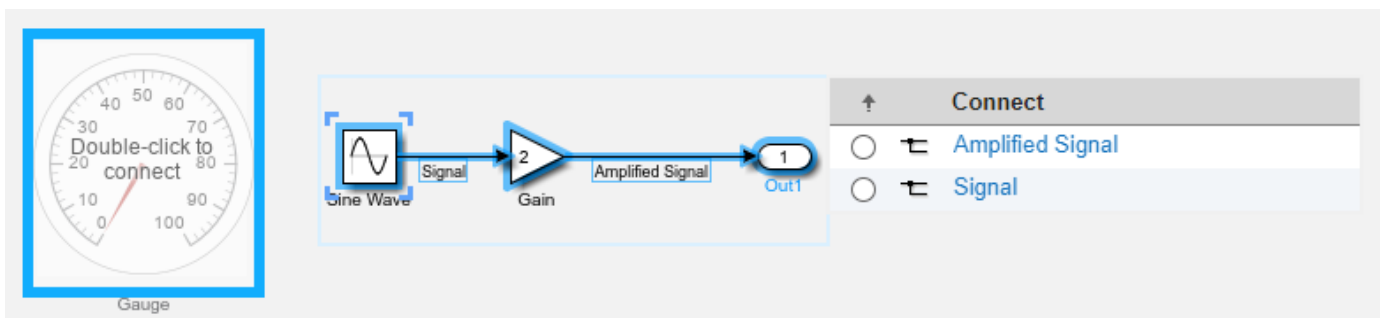 40 50 60
30 70
Double-click to
20 connect 80
10 90
0 100
Gauge
Signal
2
Amplified Signal
1
Sine Wave
Gain
Out1
Connect
Amplified Signal
Signal